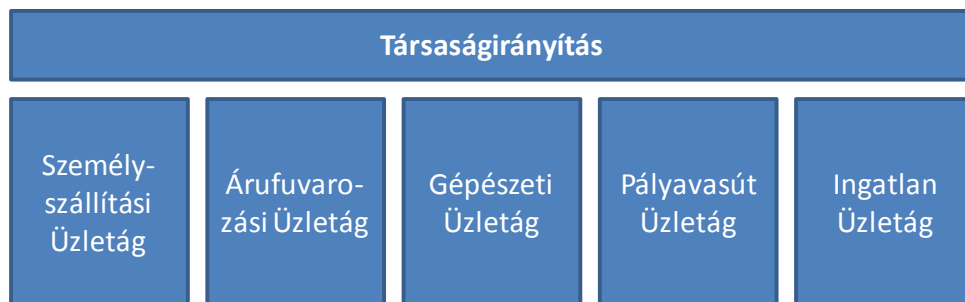 Társaságirányítás
Személy-
szállítási
Üzletág
Árufuvaro-
zási Üzletág
Gépészeti
Üzletág
Pályavasút
Üzletág
Ingatlan
Üzletág